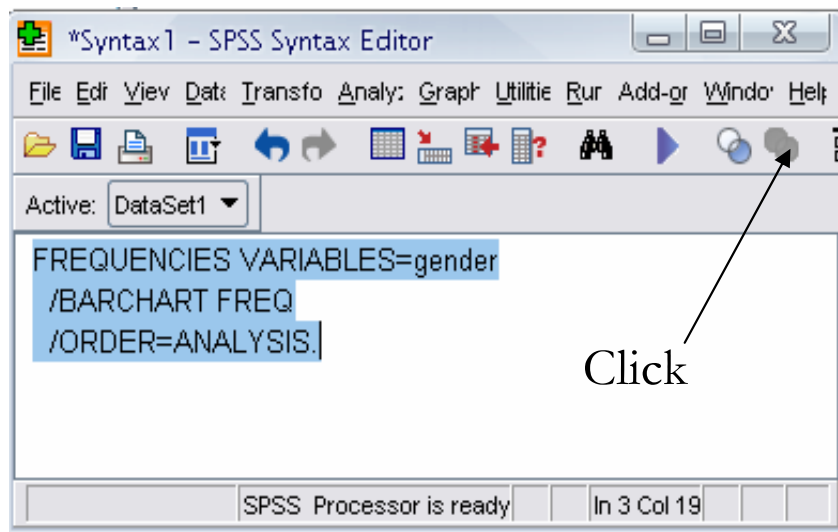 *Syntax1 – SPSS Syntax Editor
File Edi Viev Data Transfo Analy: Graph Utilitie Rur Add-or Windo Help
Active: DataSet1
FREQUENCIES VARIABLES=gender
/BARCHART FREQ
/ORDER=ANALYSIS.
Click
SPSS Processor is ready In 3 Col 19